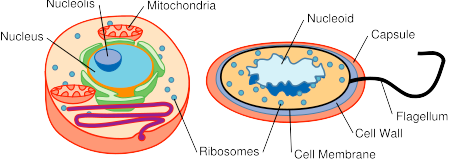 Nucleolis
Mitochondria
Nucleus
Nucleoid
Capsule
Flagellum
Cell Wall
Ribosomes
Cell Membrane